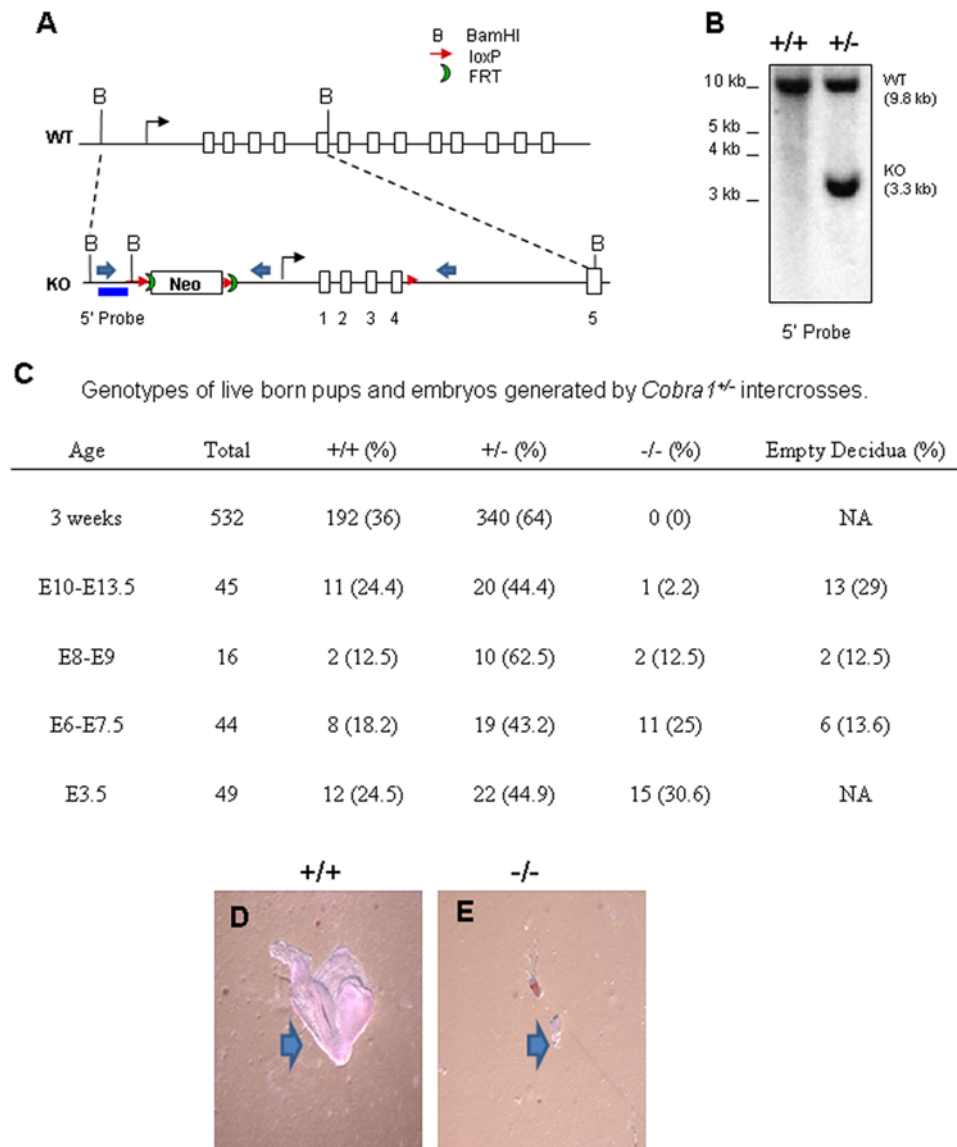 A
B BamHI
loxP
FRT
B B
WT
B B B
KO Neo
5' Probe 1 2 3 4 5
B
+/+ +/-
10 kb
5 kb
4 kb
3 kb
WT
(9.8 kb)
KO
(3.3 kb)
5' Probe
C
Genotypes of live born pups and embryos generated by Cobra1+/- intercrosses.
Age Total +/+ (%) +/- (%) -/- (%) Empty Decidua (%)
3 weeks 532 192 (36) 340 (64) 0 (0) NA
E10-E13.5 45 11 (24.4) 20 (44.4) 1 (2.2) 13 (29)
E8-E9 16 2 (12.5) 10 (62.5) 2 (12.5) 2 (12.5)
E6-E7.5 44 8 (18.2) 19 (43.2) 11 (25) 6 (13.6)
E3.5 49 12 (24.5) 22 (44.9) 15 (30.6) NA
+/+ -/-
D E